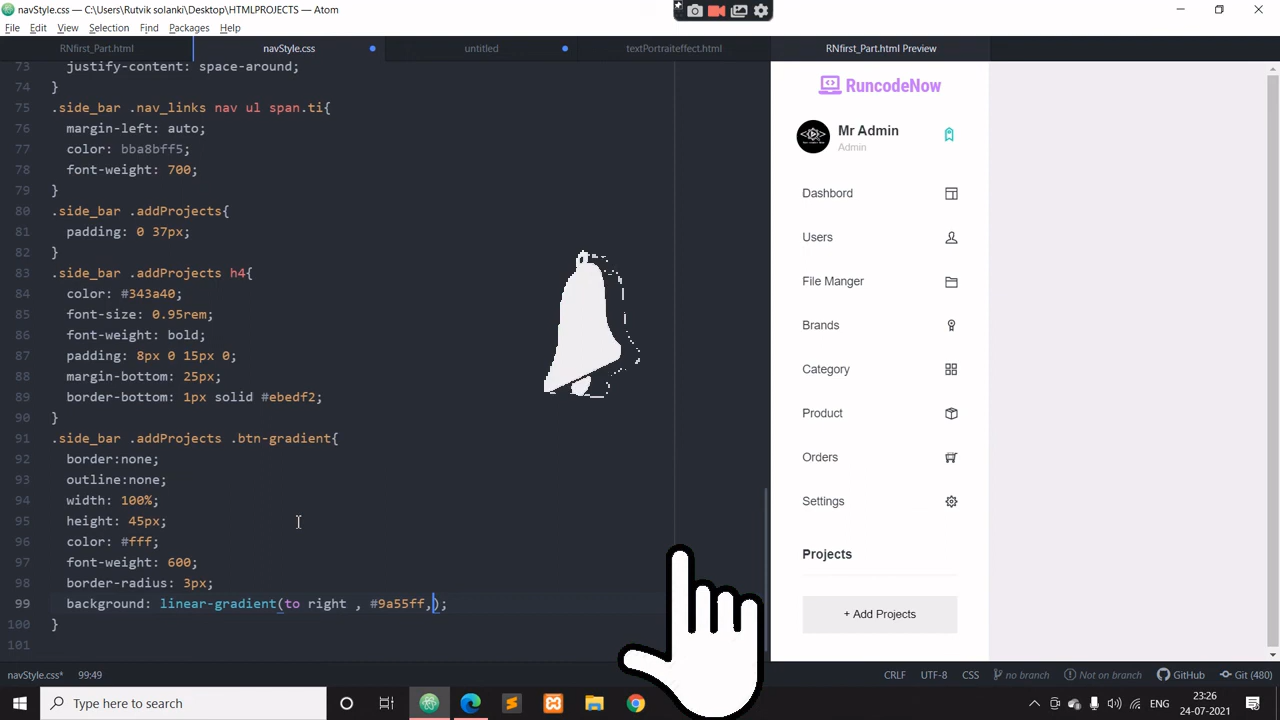 navStyle.css — C:\Users\Rutvik solanki\Desktop\HTMLPROJECTS — Atom
File Edit View Selection Find Packages Help
RNfirst_Part.html navStyle.css untitled textPortraiteffect.html RNfirst_Part.html Preview
73 justify-content: space-around;
74 }
75 .side_bar .nav_links nav ul span.ti{
76 margin-left: auto;
77 color: #a8bff5;
78 font-weight: 700;
79 }
80 .side_bar .addProjects{
81 padding: 0 37px;
82 }
83 .side_bar .addProjects h4{
84 color: #343a40;
85 font-size: 0.95rem;
86 font-weight: bold;
87 padding: 8px 0 15px 0;
88 margin-bottom: 25px;
89 border-bottom: 1px solid #ebedf2;
90 }
91 .side_bar .addProjects .btn-gradient{
92 border:none;
93 outline:none;
94 width: 100%;
95 height: 45px;
96 color: #fff;
97 font-weight: 600;
98 border-radius: 3px;
99 background: linear-gradient(to right , #9a55ff,);
100 }
101
RuncodeNow
Mr Admin
Admin
Dashbord
Users
File Manger
Brands
Category
Product
Orders
Settings
Projects
+ Add Projects
navStyle.css* 99:49 CRLF UTF-8 CSS no branch Not on branch GitHub Git (480)
Type here to search
ENG 23:26
24-07-2021